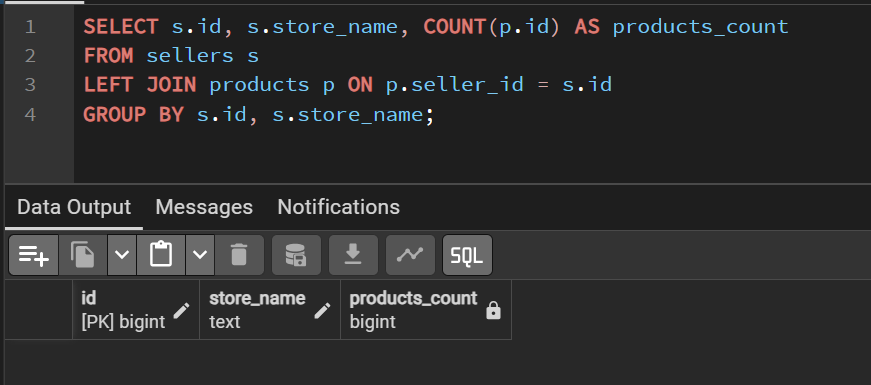 1 SELECT s.id, s.store_name, COUNT(p.id) AS products_count
2 FROM sellers s
3 LEFT JOIN products p ON p.seller_id = s.id
4 GROUP BY s.id, s.store_name;
Data Output Messages Notifications
SQL
id store_name products_count
[PK] bigint text bigint